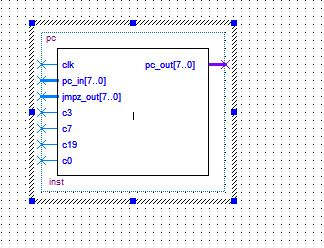 pc
clk pc_out[7..0]
pc_in[7..0]
jmpz_out[7..0]
c3
c7
c19
c0
inst